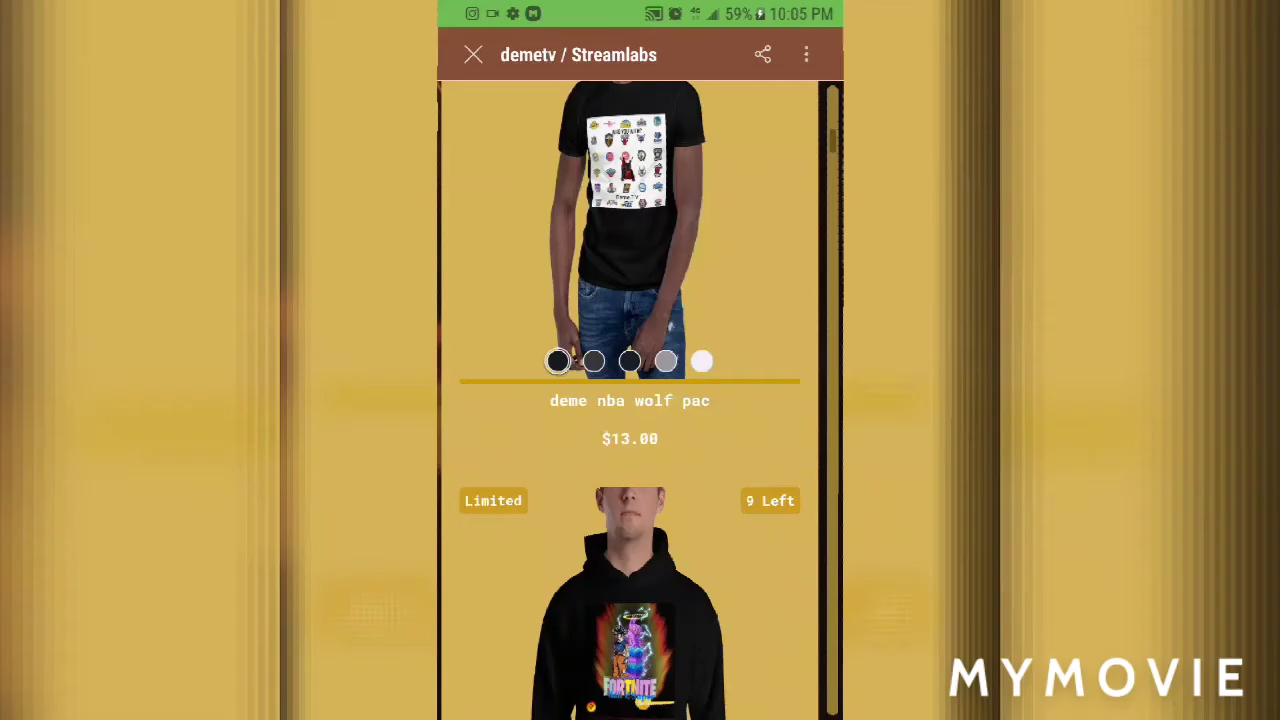 59% 10:05 PM
demetv / Streamlabs
deme nba wolf pac
$13.00
Limited
9 Left
FORTNITE
MYMOVIE